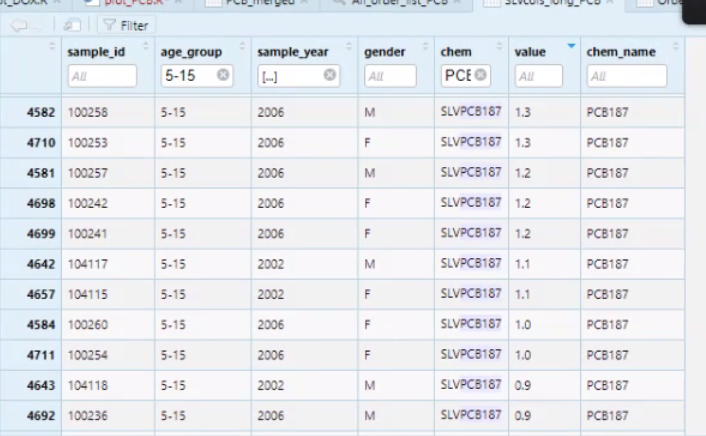 plot_PCB.R
PCB_merged
All_order_list_PCB
SLVcols_long_PCB
Filter
sample_id age_group sample_year gender chem value chem_name
All 5-15 [...] All PCB All All
4582 100258 5-15 2006 M SLVPCB187 1.3 PCB187
4710 100253 5-15 2006 F SLVPCB187 1.3 PCB187
4581 100257 5-15 2006 M SLVPCB187 1.2 PCB187
4698 100242 5-15 2006 F SLVPCB187 1.2 PCB187
4699 100241 5-15 2006 F SLVPCB187 1.2 PCB187
4642 104117 5-15 2002 M SLVPCB187 1.1 PCB187
4657 104115 5-15 2002 F SLVPCB187 1.1 PCB187
4584 100260 5-15 2006 F SLVPCB187 1.0 PCB187
4711 100254 5-15 2006 F SLVPCB187 1.0 PCB187
4643 104118 5-15 2002 M SLVPCB187 0.9 PCB187
4692 100236 5-15 2006 M SLVPCB187 0.9 PCB187